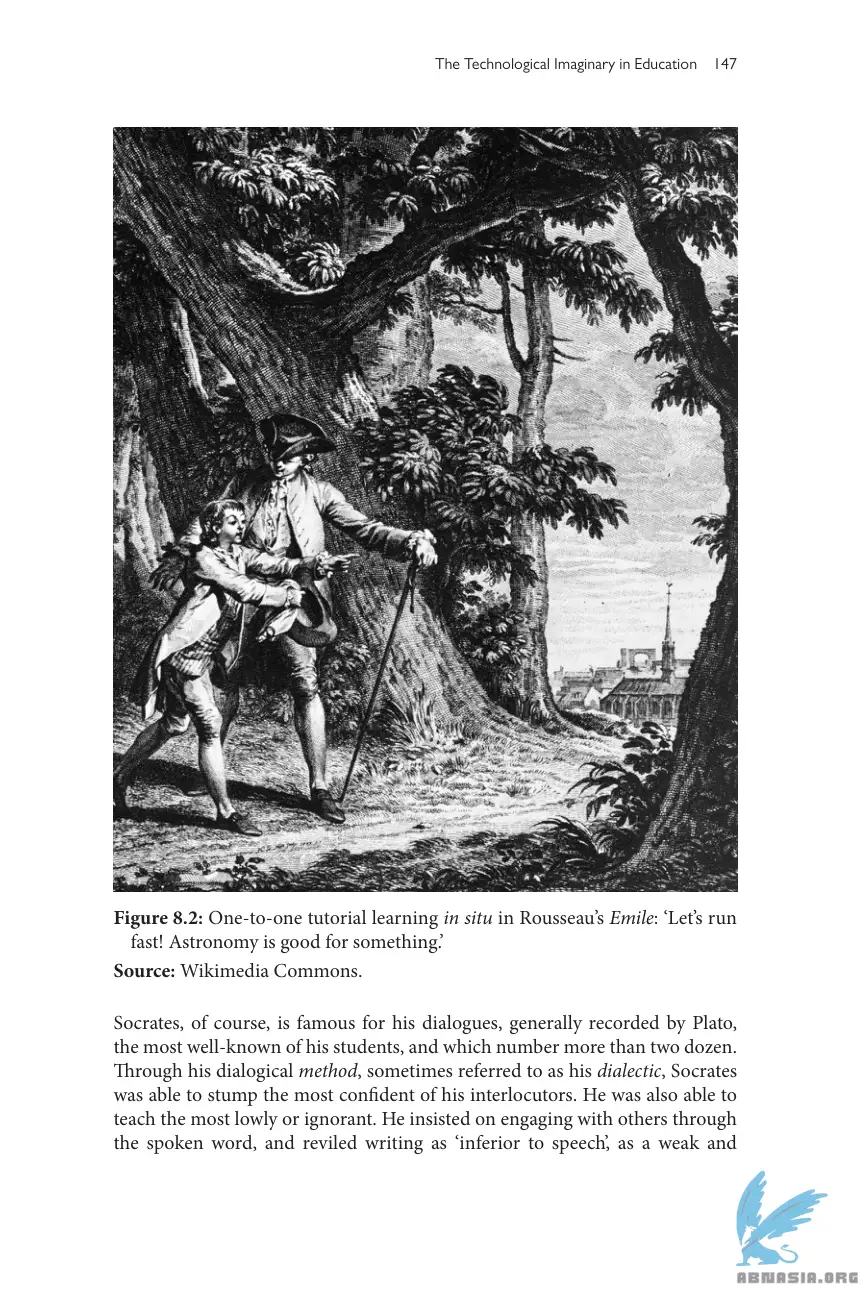 The Technological Imaginary in Education 147
Figure 8.2: One-to-one tutorial learning in situ in Rousseau’s Emile: ‘Let’s run
fast! Astronomy is good for something.’
Source: Wikimedia Commons.
Socrates, of course, is famous for his dialogues, generally recorded by Plato,
the most well-known of his students, and which number more than two dozen.
Through his dialogical method, sometimes referred to as his dialectic, Socrates
was able to stump the most confident of his interlocutors. He was also able to
teach the most lowly or ignorant. He insisted on engaging with others through
the spoken word, and reviled writing as ‘inferior to speech’, as a weak and
ABNASIA.ORG